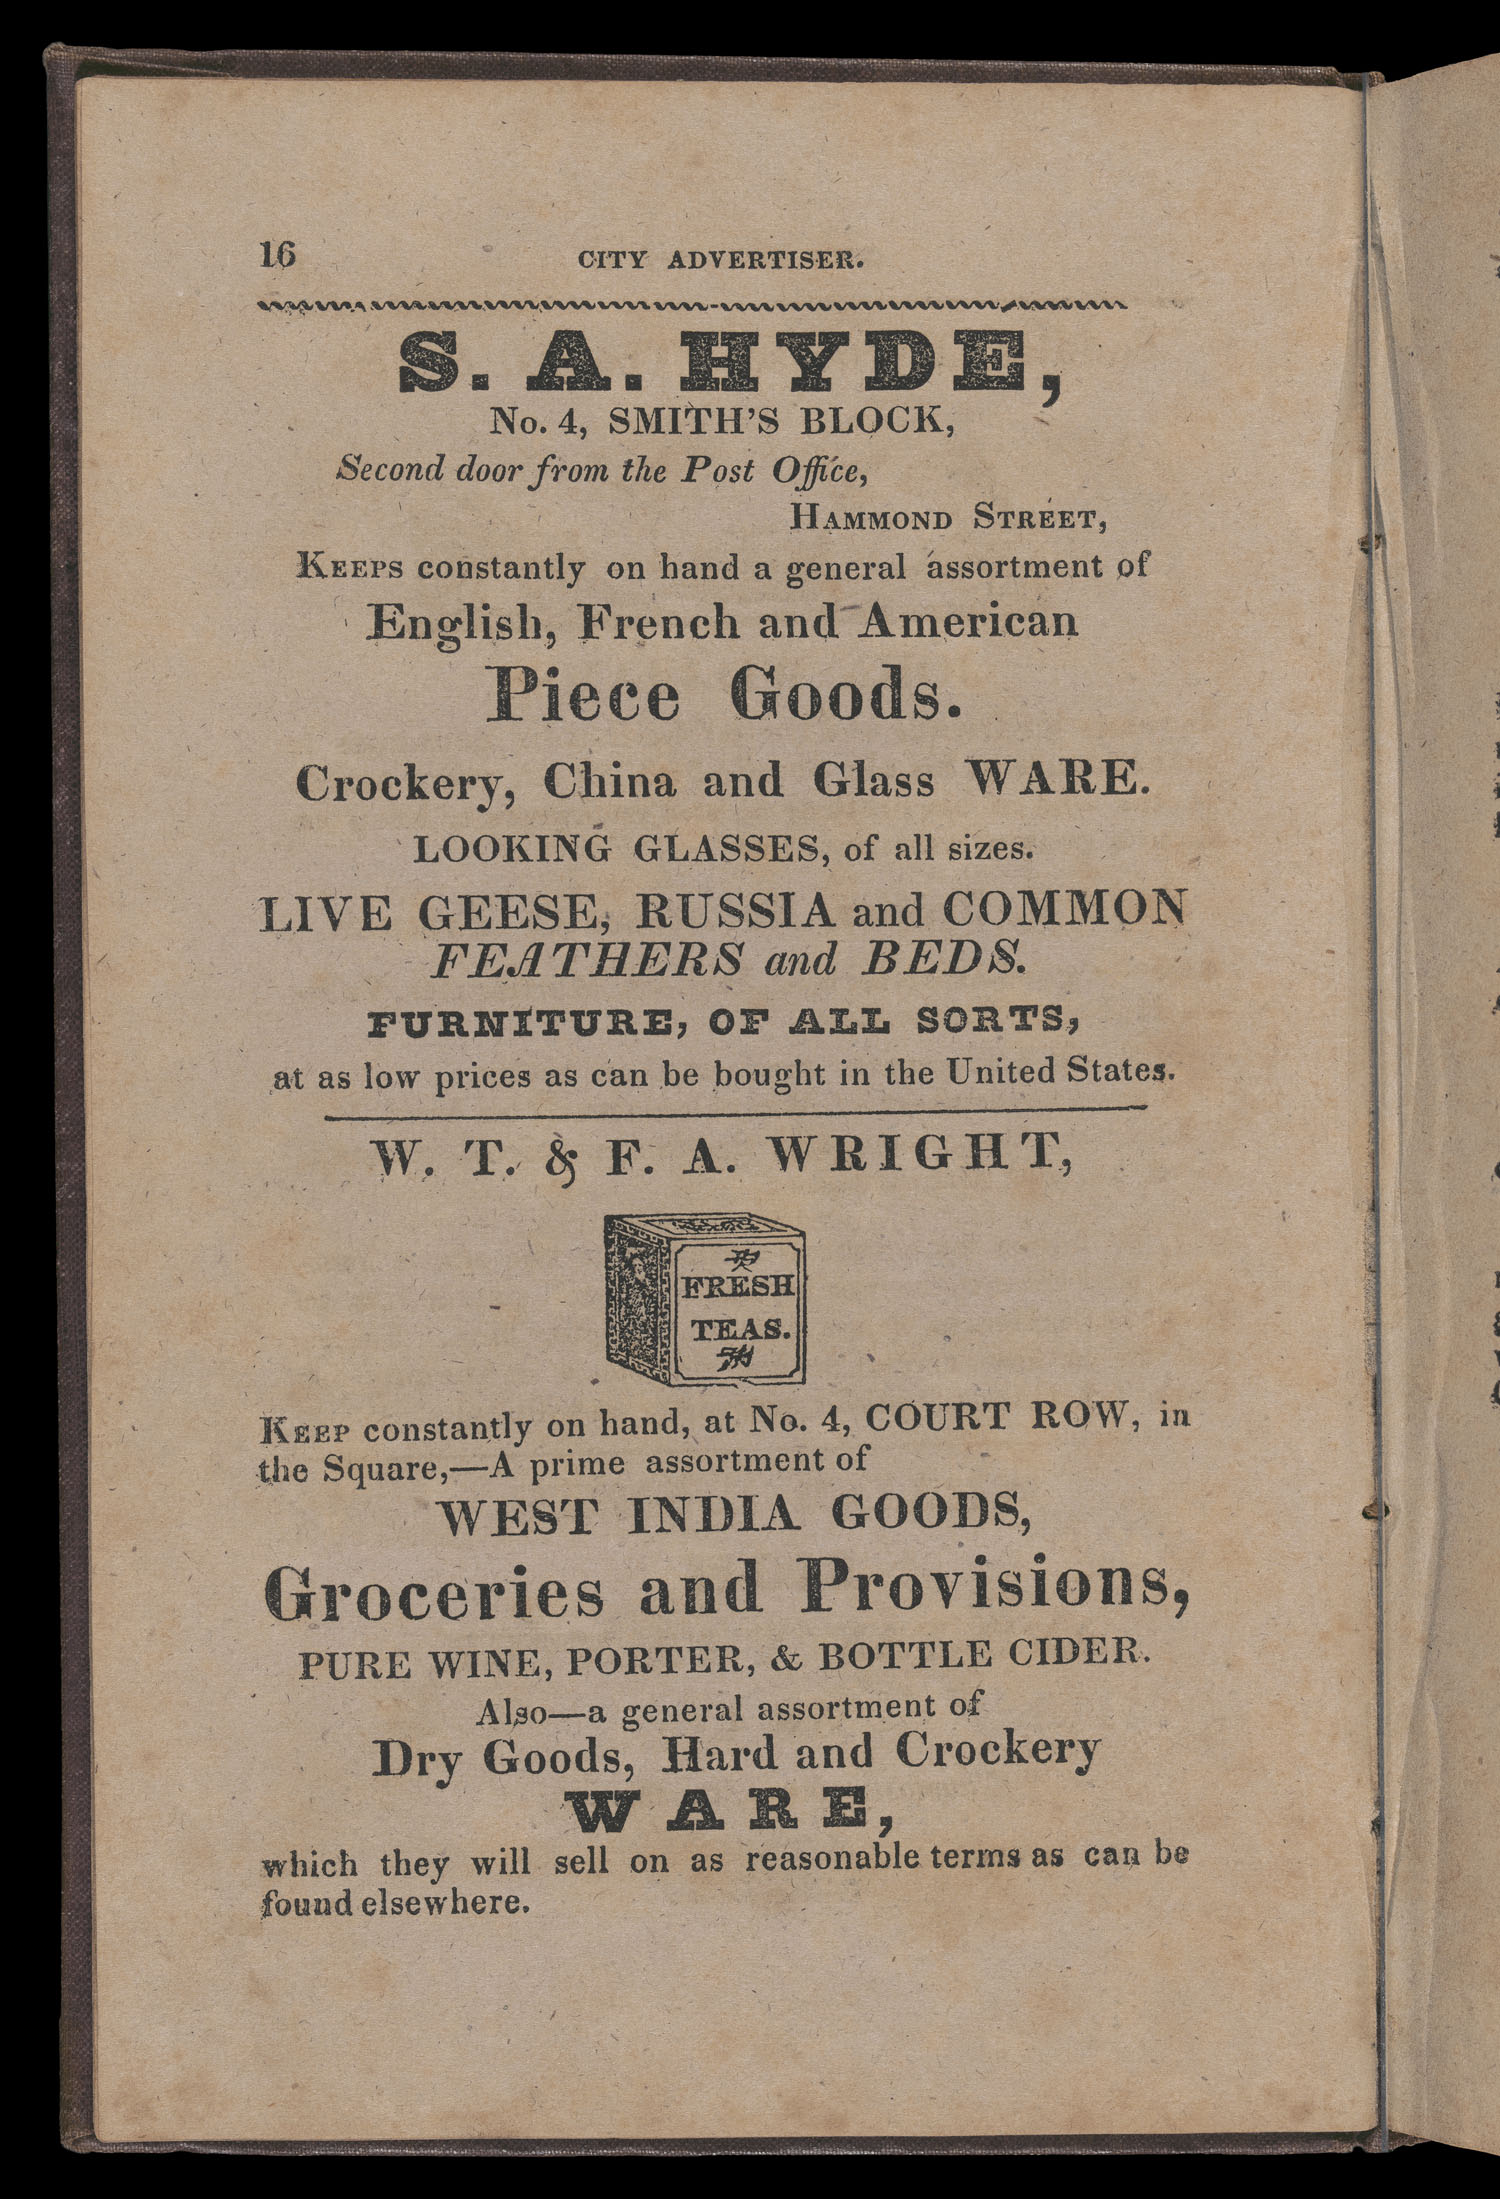 16
CITY ADVERTISER.
S. A. HYDE,
No. 4, SMITH'S BLOCK,
Second door from the Post Office,
HAMMOND STREET,
KEEPS constantly on hand a general assortment of
English, French and American
Piece Goods.
Crockery, China and Glass WARE.
LOOKING GLASSES, of all sizes.
LIVE GEESE, RUSSIA and COMMON
FEATHERS and BEDS.
FURNITURE, OF ALL SORTS,
at as low prices as can be bought in the United States.
W. T. & F. A. WRIGHT,
FRESH
TEAS.
KEEP constantly on hand, at No. 4, COURT ROW, in
the Square,—A prime assortment of
WEST INDIA GOODS,
Groceries and Provisions,
PURE WINE, PORTER, & BOTTLE CIDER.
Also—a general assortment of
Dry Goods, Hard and Crockery
WARE,
which they will sell on as reasonable terms as can be
found elsewhere.